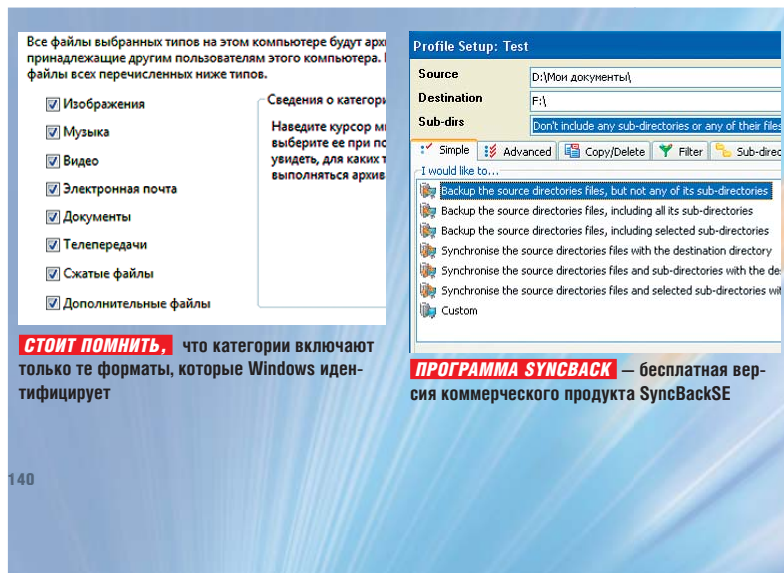 Все файлы выбранных типов на этом компьютере будут архи
принадлежащие другим пользователям этого компьютера.
файлы всех перечисленных ниже типов.
Изображения
Музыка
Видео
Электронная почта
Документы
Телепередачи
Сжатые файлы
Дополнительные файлы
Сведения о категори
Наведите курсор м
выберите ее при по
увидеть, для каких т
выполняться архив
СТОИТ ПОМНИТЬ, что категории включают
только те форматы, которые Windows иден-
тифицирует
Profile Setup: Test
Source D:\Мои документы\
Destination F:\
Sub-dirs Don't include any sub-directories or any of their files
Simple Advanced Copy/Delete Filter Sub-direc
I would like to...
Backup the source directories files, but not any of its sub-directories
Backup the source directories files, including all its sub-directories
Backup the source directories files, including selected sub-directories
Synchronise the source directories files with the destination directory
Synchronise the source directories files and sub-directories with the de
Synchronise the source directories files and selected sub-directories wi
Custom
ПРОГРАММА SYNCBACK — бесплатная вер-
сия коммерческого продукта SyncBackSE
140